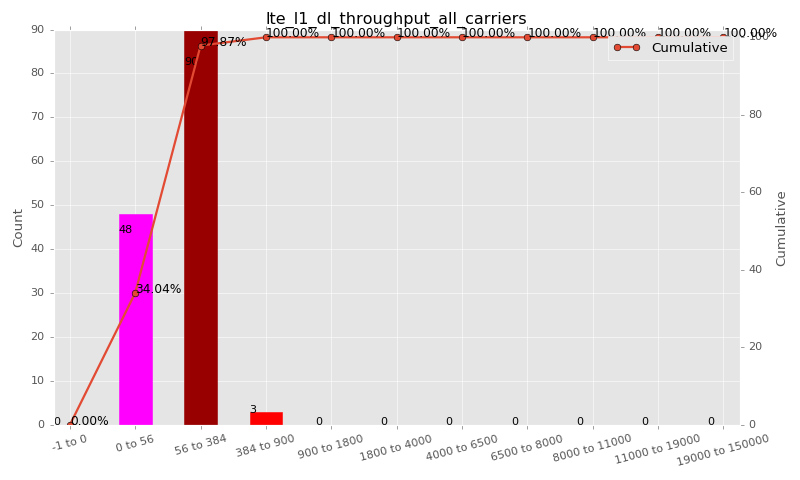 lte_l1_dl_throughput_all_carriers
90
80
70
60
50
40
30
20
10
0
Count
100
80
60
40
20
0
Cumulative
Cumulative
0 48 90 3 0 0 0 0 0 0 0
0.00% 34.04% 97.87% 100.00% 100.00% 100.00% 100.00% 100.00% 100.00% 100.00% 100.00%
-1 to 0
0 to 56
56 to 384
384 to 900
900 to 1800
1800 to 4000
4000 to 6500
6500 to 8000
8000 to 11000
11000 to 19000
19000 to 150000